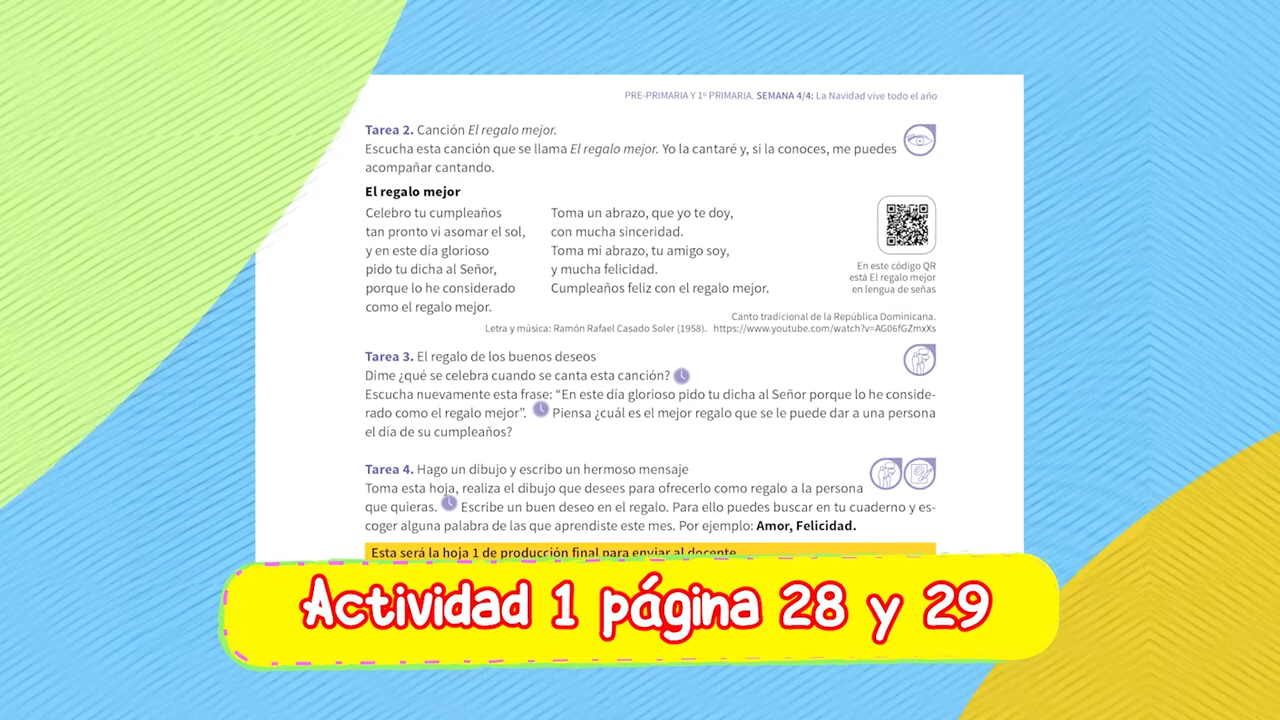 PRE-PRIMARIA Y 1º PRIMARIA. SEMANA 4/4: La Navidad vive todo el año
Tarea 2. Canción El regalo mejor.
Escucha esta canción que se llama El regalo mejor. Yo la cantaré y, si la conoces, me puedes
acompañar cantando.
El regalo mejor
Celebro tu cumpleaños
tan pronto vi asomar el sol,
y en este día glorioso
pido tu dicha al Señor,
porque lo he considerado
como el regalo mejor.
Toma un abrazo, que yo te doy,
con mucha sinceridad.
Toma mi abrazo, tu amigo soy,
y mucha felicidad.
Cumpleaños feliz con el regalo mejor.
En este código QR
está El regalo mejor
en lengua de señas
Canto tradicional de la República Dominicana.
Letra y música: Ramón Rafael Casado Soler (1958). https://www.youtube.com/watch?v=AG06fGZmxXs
Tarea 3. El regalo de los buenos deseos
Dime ¿qué se celebra cuando se canta esta canción?
Escucha nuevamente esta frase: “En este día glorioso pido tu dicha al Señor porque lo he conside-
rado como el regalo mejor”. Piensa ¿cuál es el mejor regalo que se le puede dar a una persona
el día de su cumpleaños?
Tarea 4. Hago un dibujo y escribo un hermoso mensaje
Toma esta hoja, realiza el dibujo que desees para ofrecerlo como regalo a la persona
que quieras. Escribe un buen deseo en el regalo. Para ello puedes buscar en tu cuaderno y es-
coger alguna palabra de las que aprendiste este mes. Por ejemplo: Amor, Felicidad.
Esta será la hoja 1 de producción final para enviar al docente
Actividad 1 página 28 y 29